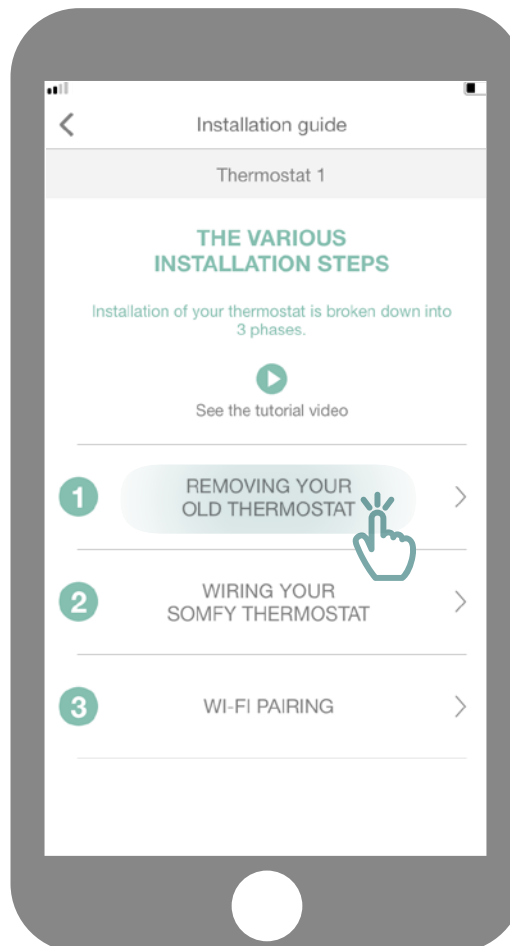 Installation guide
Thermostat 1
THE VARIOUS
INSTALLATION STEPS
Installation of your thermostat is broken down into
3 phases.
See the tutorial video
1 REMOVING YOUR
OLD THERMOSTAT
2 WIRING YOUR
SOMFY THERMOSTAT
3 WI-FI PAIRING